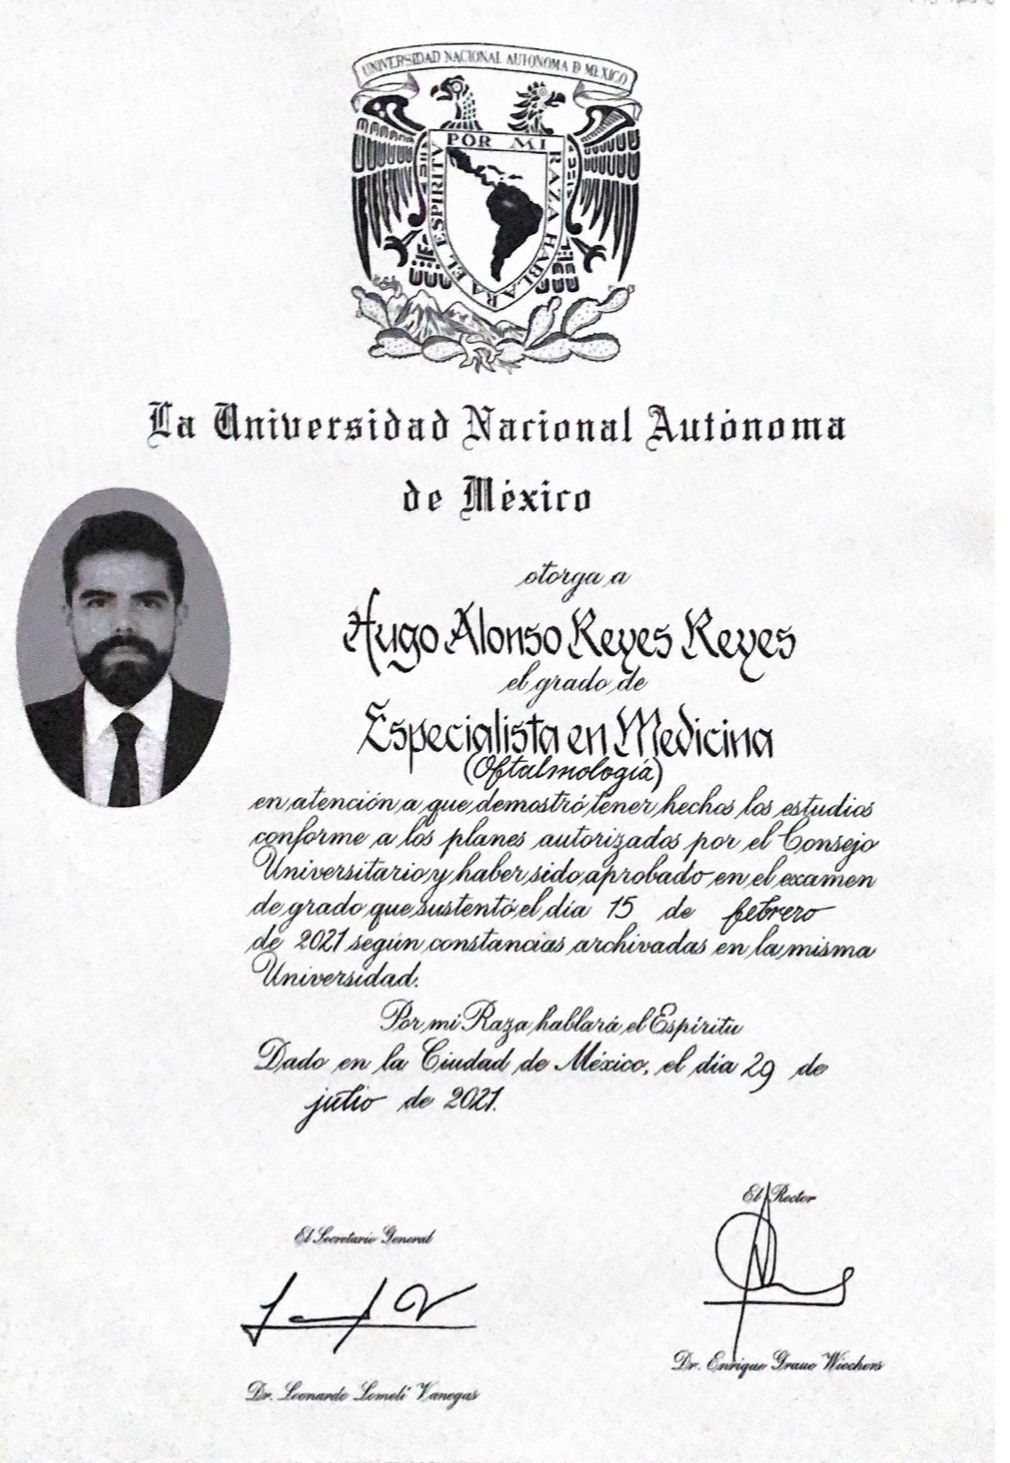 UNIVERSIDAD NACIONAL AUTONOMA D MEXICO
POR MI RAZA HABLARA EL ESPIRITU
La Universidad Nacional Autónoma
de México
otorga a
Hugo Alonso Reyes Reyes
el grado de
Especialista en Medicina
(Oftalmología)
en atención a que demostró tener hechos los estudios
conforme a los planes autorizados por el Consejo
Universitario y haber sido aprobado en el examen
de grado que sustentó el día 15 de febrero
de 2021 según constancias archivadas en la misma
Universidad.
Por mi Raza hablará el Espíritu
Dado en la Ciudad de México, el día 29 de
julio de 2021.
El Rector
El Secretario General
Dr. Enrique Graue Wiechers
Dr. Leonardo Lomelí Vanegas